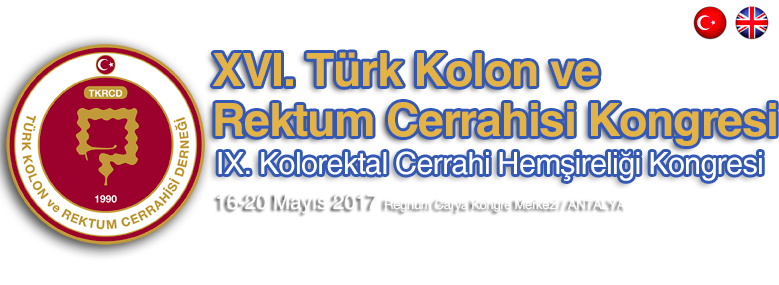 TKRCD
1990
TÜRK KOLON ve REKTUM CERRAHİSİ DERNEĞİ
XVI. Türk Kolon ve
Rektum Cerrahisi Kongresi
IX. Kolorektal Cerrahi Hemşireliği Kongresi
16-20 Mayıs 2017 Regnum Carya Kongre Merkezi / ANTALYA